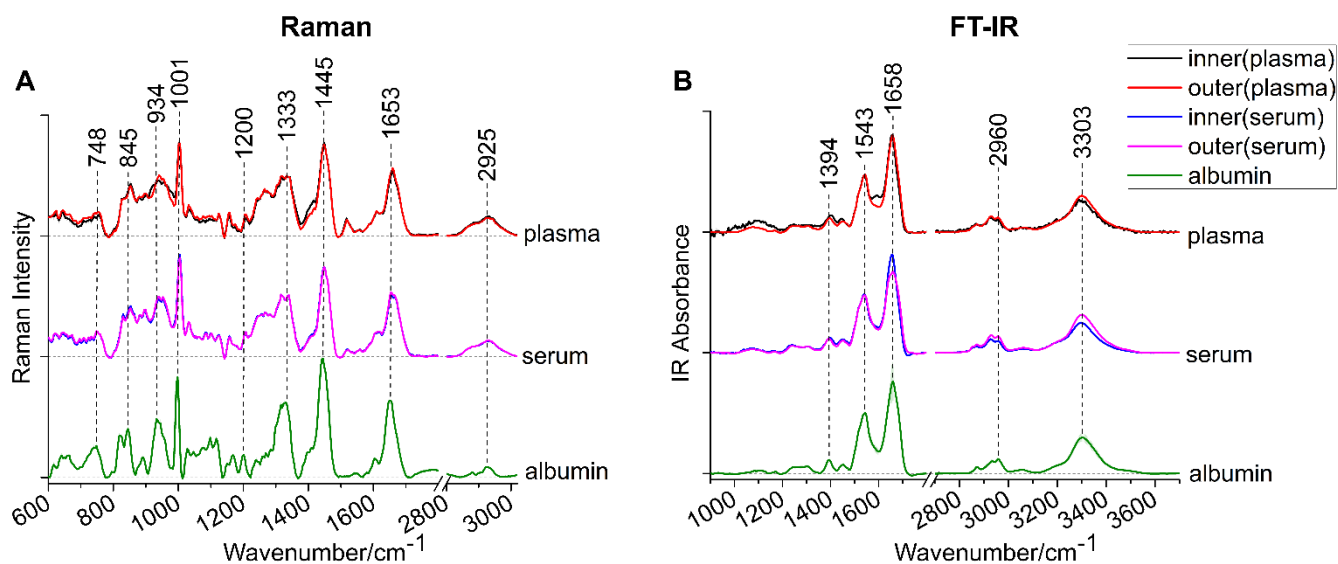 Raman
A
748
845
934
1001
1200
1333
1445
1653
2925
plasma
serum
albumin
Raman Intensity
600
800
1000
1200
1400
1600
2800
3000
Wavenumber/cm⁻¹
FT-IR
B
1394
1543
1658
2960
3303
inner(plasma)
outer(plasma)
inner(serum)
outer(serum)
albumin
plasma
serum
albumin
IR Absorbance
1000
1200
1400
1600
2800
3000
3200
3400
3600
Wavenumber/cm⁻¹